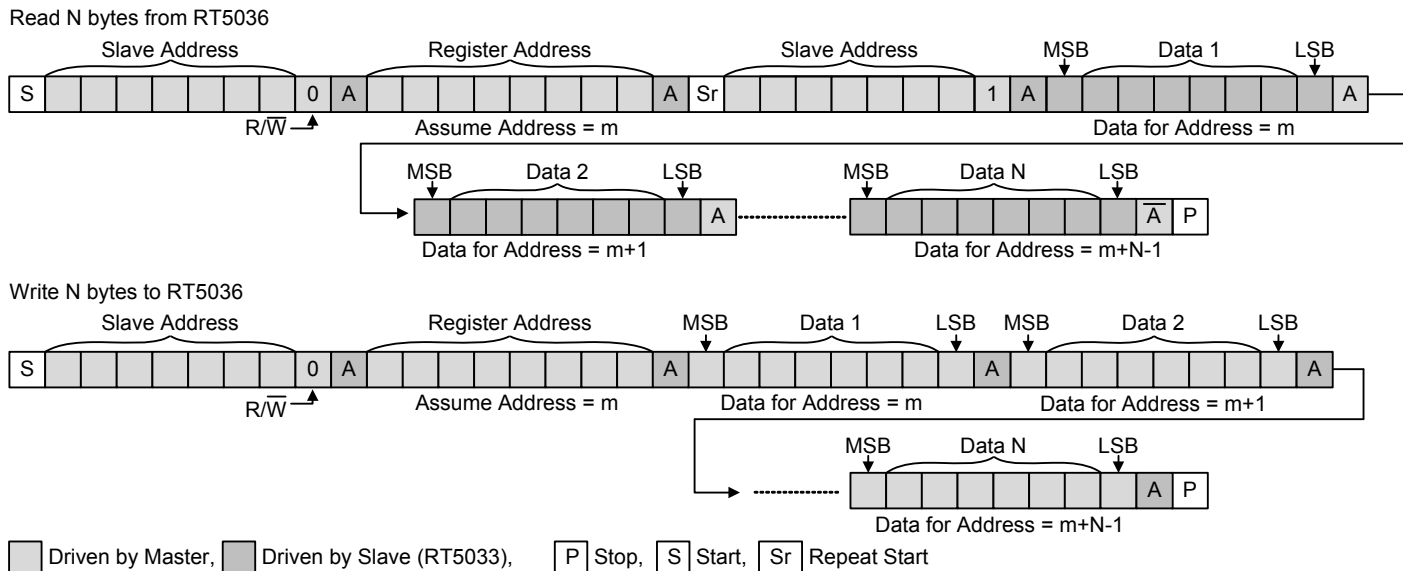 Read N bytes from RT5036
Slave Address Register Address Slave Address MSB Data 1 LSB
S 0 A A Sr 1 A A
R/W̅ Assume Address = m Data for Address = m
MSB Data 2 LSB MSB Data N LSB
A A̅ P
Data for Address = m+1 Data for Address = m+N-1
Write N bytes to RT5036
Slave Address Register Address MSB Data 1 LSB MSB Data 2 LSB
S 0 A A A A
R/W̅ Assume Address = m Data for Address = m Data for Address = m+1
MSB Data N LSB
A P
Data for Address = m+N-1
Driven by Master, Driven by Slave (RT5033), P Stop, S Start, Sr Repeat Start